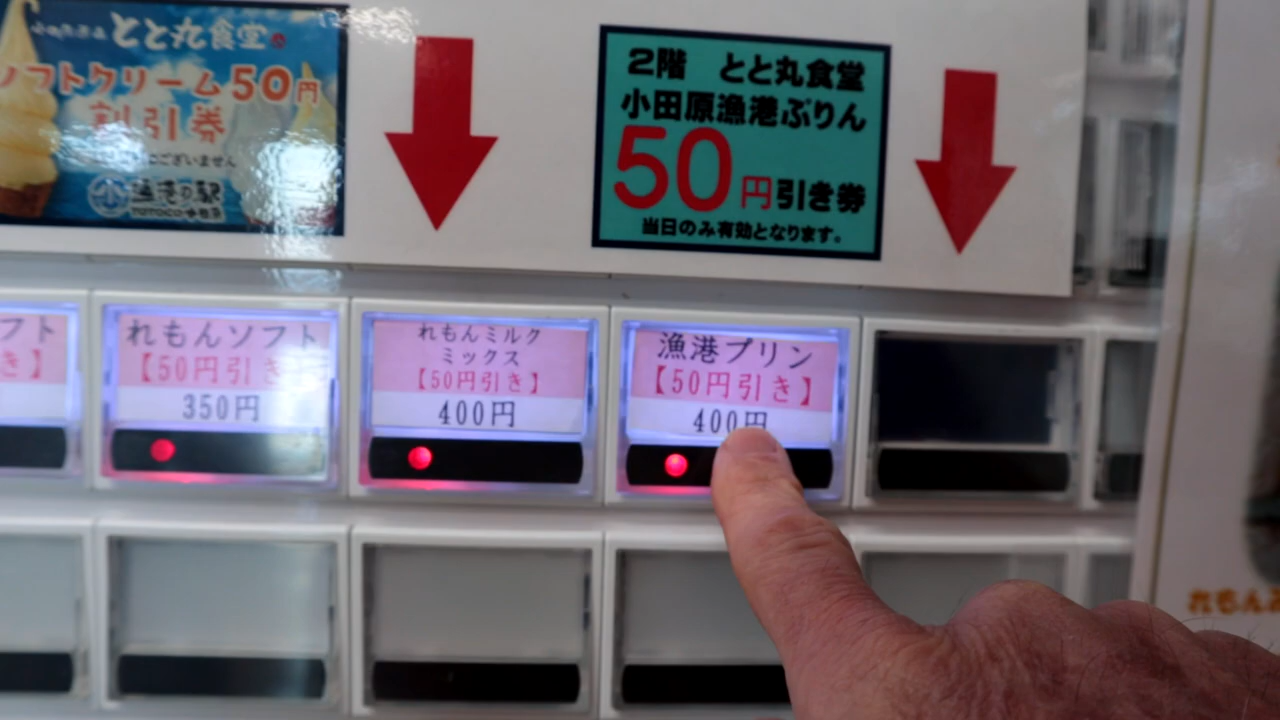 とと丸食堂
ソフトクリーム50円
割引券
ございません
漁港の駅
TOTOCO小田原
2階 とと丸食堂
小田原漁港ぷりん
50円引き券
当日のみ有効となります。
フト
き】
れもんソフト
【50円引き
350円
れもんミルク
ミックス
【50円引き】
400円
漁港プリン
【50円引き】
400円
れもん